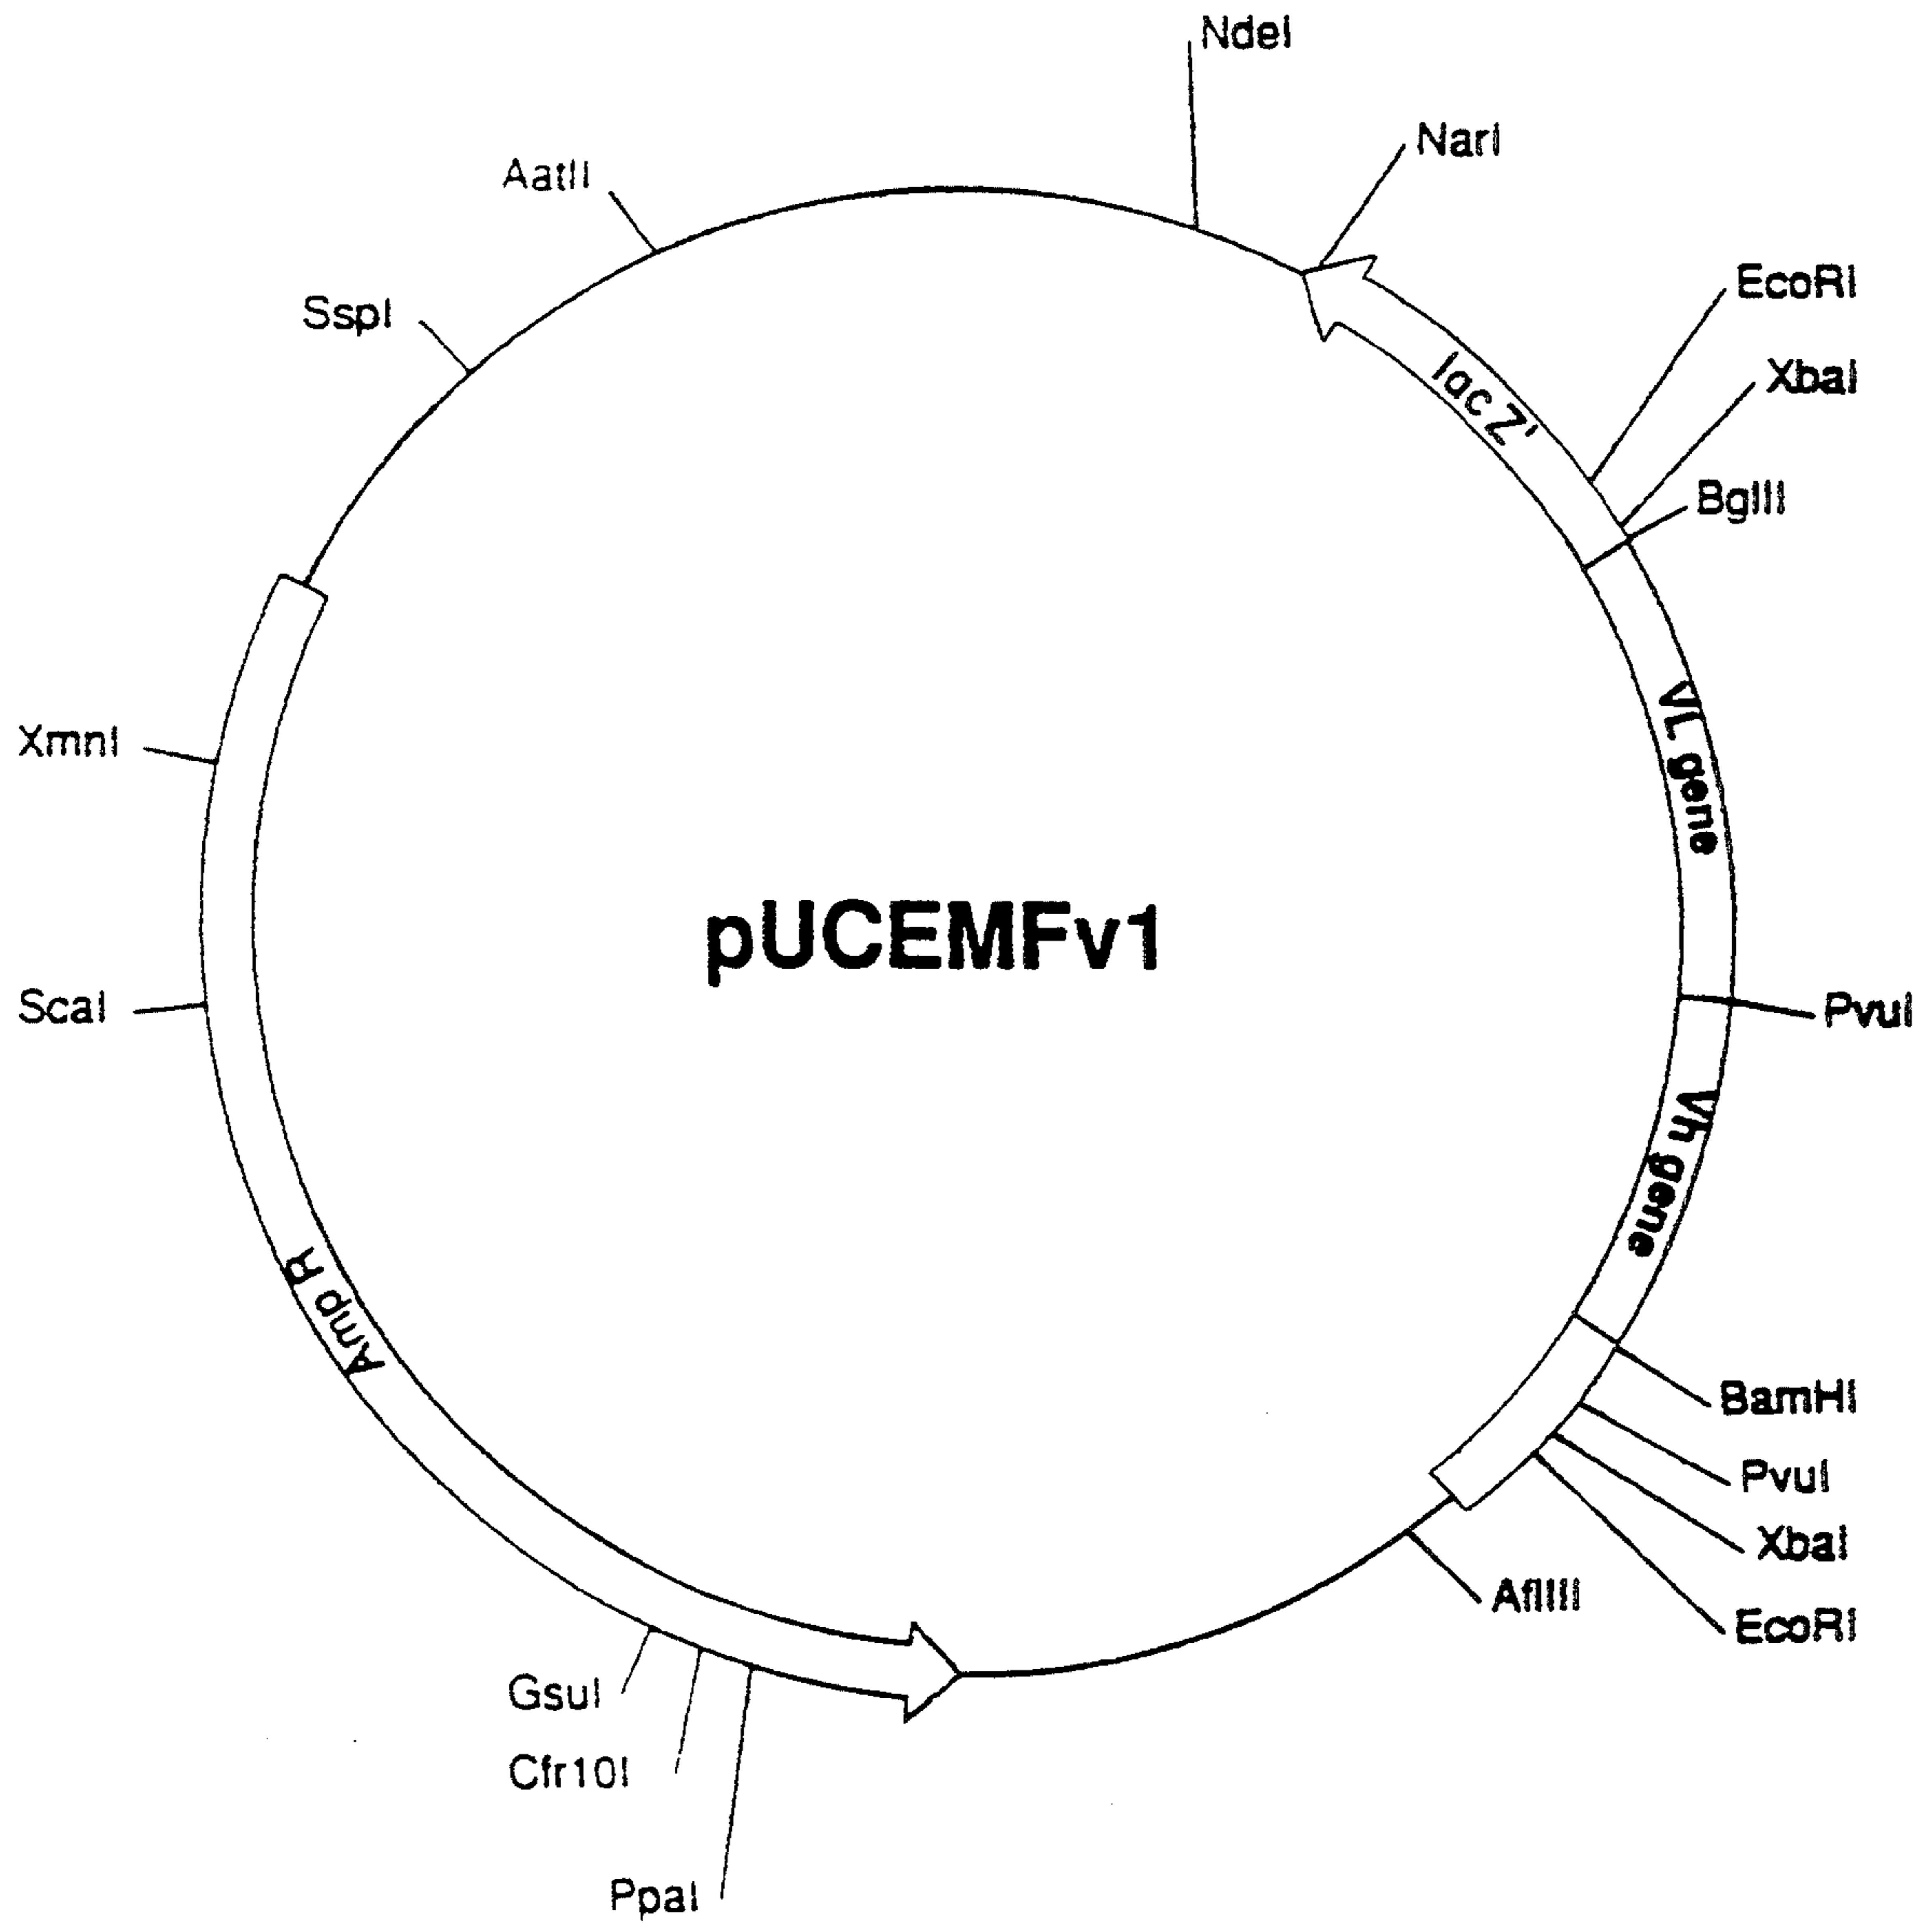 NdeI
NarI
AatII
EcoRI
SspI
XbaI
lac Z'
BglII
VL gene
XmnI
pUCEMFv1
ScaI
PvuI
Vh gene
Amp R
BamHI
PvuI
XbaI
AflIII
EcoRI
GsuI
Cfr10I
PpaI